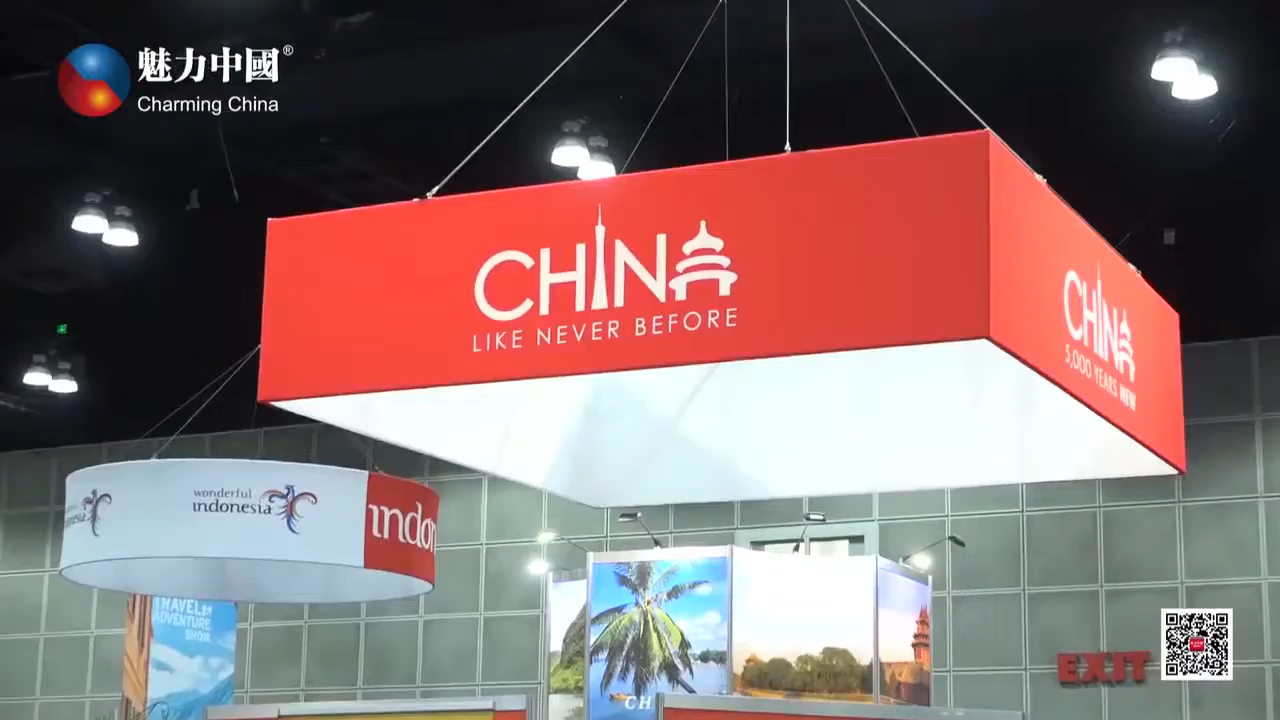 魅力中國®
Charming China
CHINA
LIKE NEVER BEFORE
CHINA
5,000 YEARS NEW
wonderful
indonesia
indon
TRAVEL &
ADVENTURE
SHOW
CH
EXIT